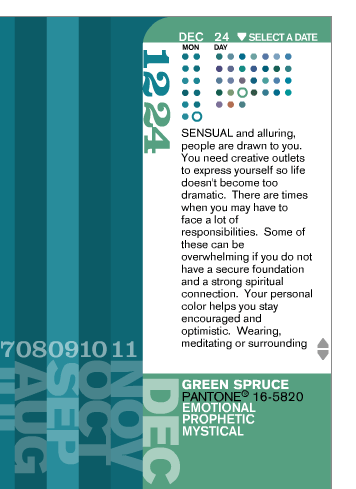 DEC 24 ▼SELECT A DATE
MON DAY
12
24
SENSUAL and alluring,
people are drawn to you.
You need creative outlets
to express yourself so life
doesn't become too
dramatic. There are times
when you may have to
face a lot of
responsibilities. Some of
these can be
overwhelming if you do not
have a secure foundation
and a strong spiritual
connection. Your personal
color helps you stay
encouraged and
optimistic. Wearing,
meditating or surrounding
7 08 09 10 11
JUL
AUG
SEP
OCT
NOV
DEC
GREEN SPRUCE
PANTONE® 16-5820
EMOTIONAL
PROPHETIC
MYSTICAL